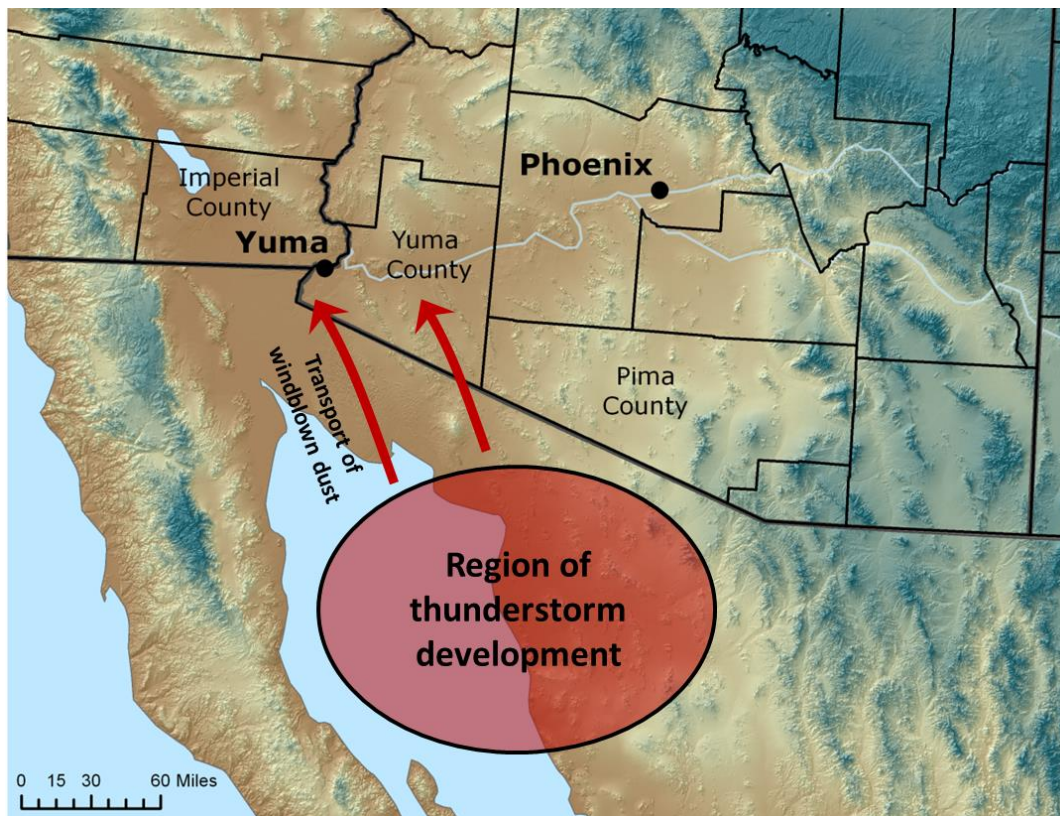 Phoenix
Imperial
County
Yuma
Yuma
County
Transport of
windblown dust
Pima
County
Region of
thunderstorm
development
0 15 30 60 Miles